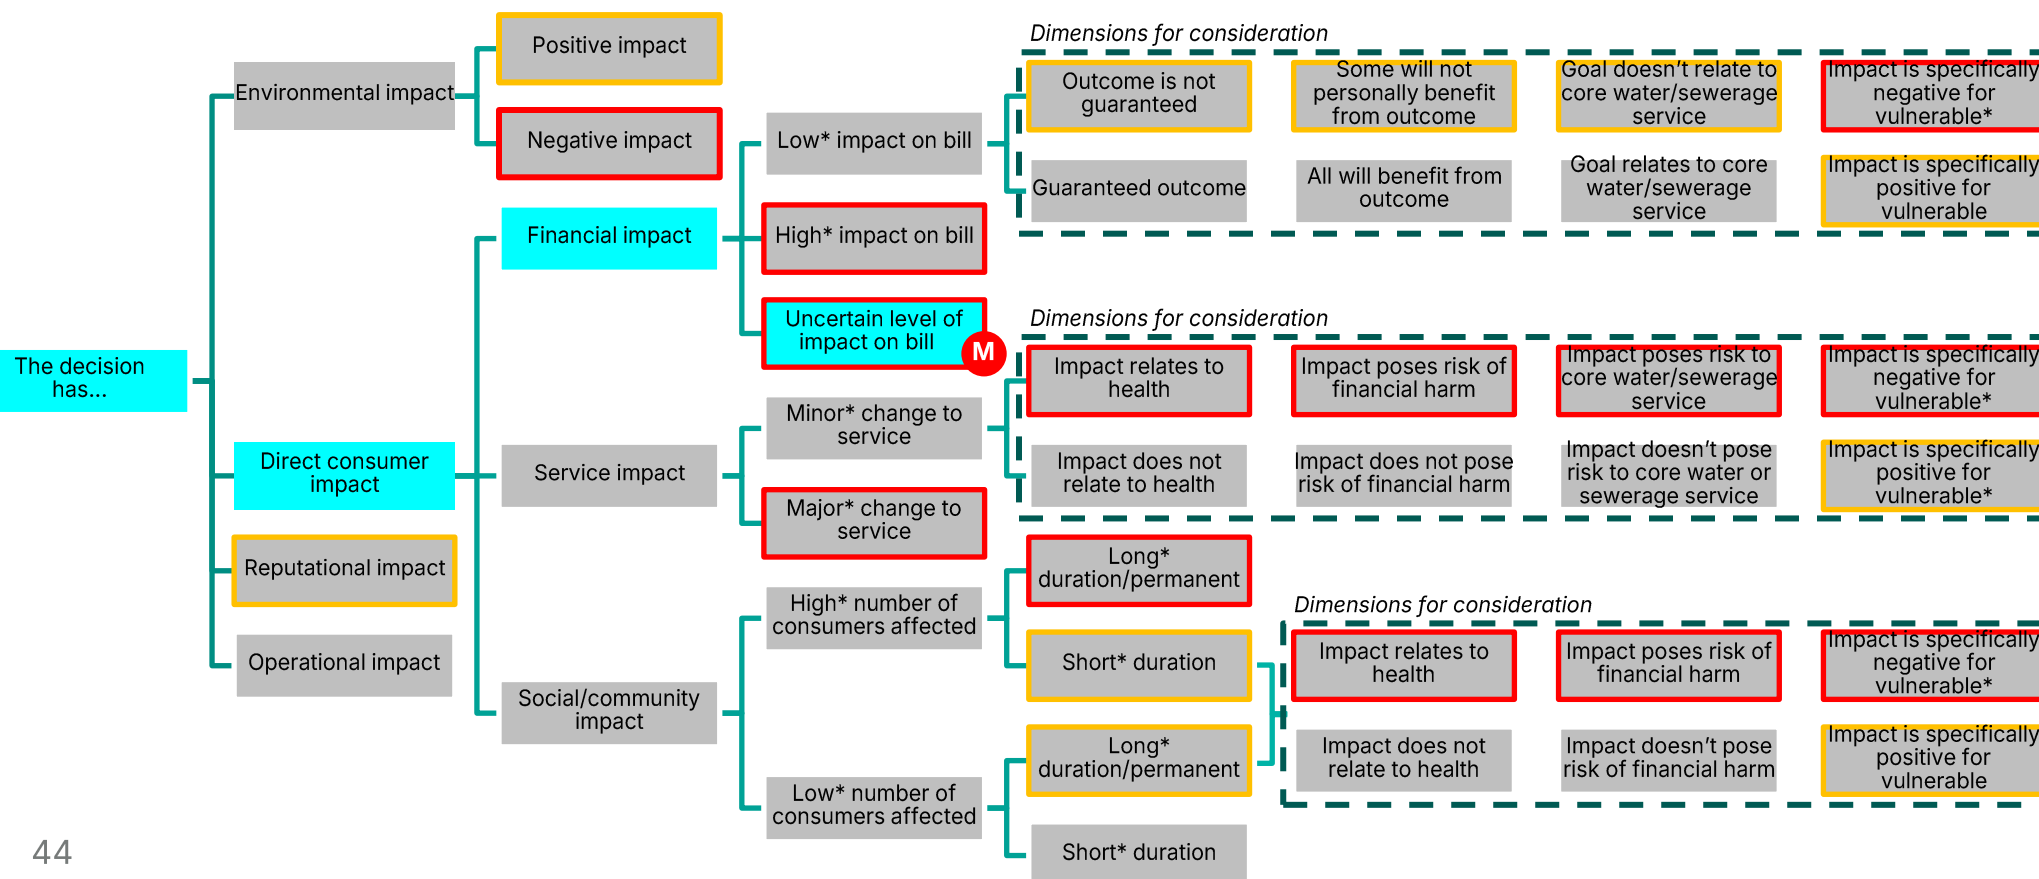 The decision
has...
Environmental impact
Direct consumer
impact
Reputational impact
Operational impact
Positive impact
Negative impact
Financial impact
Service impact
Social/community
impact
Low* impact on bill
High* impact on bill
Uncertain level of
impact on bill
M
Minor* change to
service
Major* change to
service
High* number of
consumers affected
Low* number of
consumers affected
Dimensions for consideration
Outcome is not
guaranteed
Some will not
personally benefit
from outcome
Goal doesn't relate to
core water/sewerage
service
Impact is specifically
negative for
vulnerable*
Guaranteed outcome
All will benefit from
outcome
Goal relates to core
water/sewerage
service
Impact is specifically
positive for
vulnerable
Dimensions for consideration
Impact relates to
health
Impact poses risk of
financial harm
Impact poses risk to
core water/sewerage
service
Impact is specifically
negative for
vulnerable*
Impact does not
relate to health
Impact does not pose
risk of financial harm
Impact doesn't pose
risk to core water or
sewerage service
Impact is specifically
positive for
vulnerable*
Long*
duration/permanent
Short* duration
Long*
duration/permanent
Short* duration
Dimensions for consideration
Impact relates to
health
Impact poses risk of
financial harm
Impact is specifically
negative for
vulnerable*
Impact does not
relate to health
Impact doesn't pose
risk of financial harm
Impact is specifically
positive for
vulnerable
44